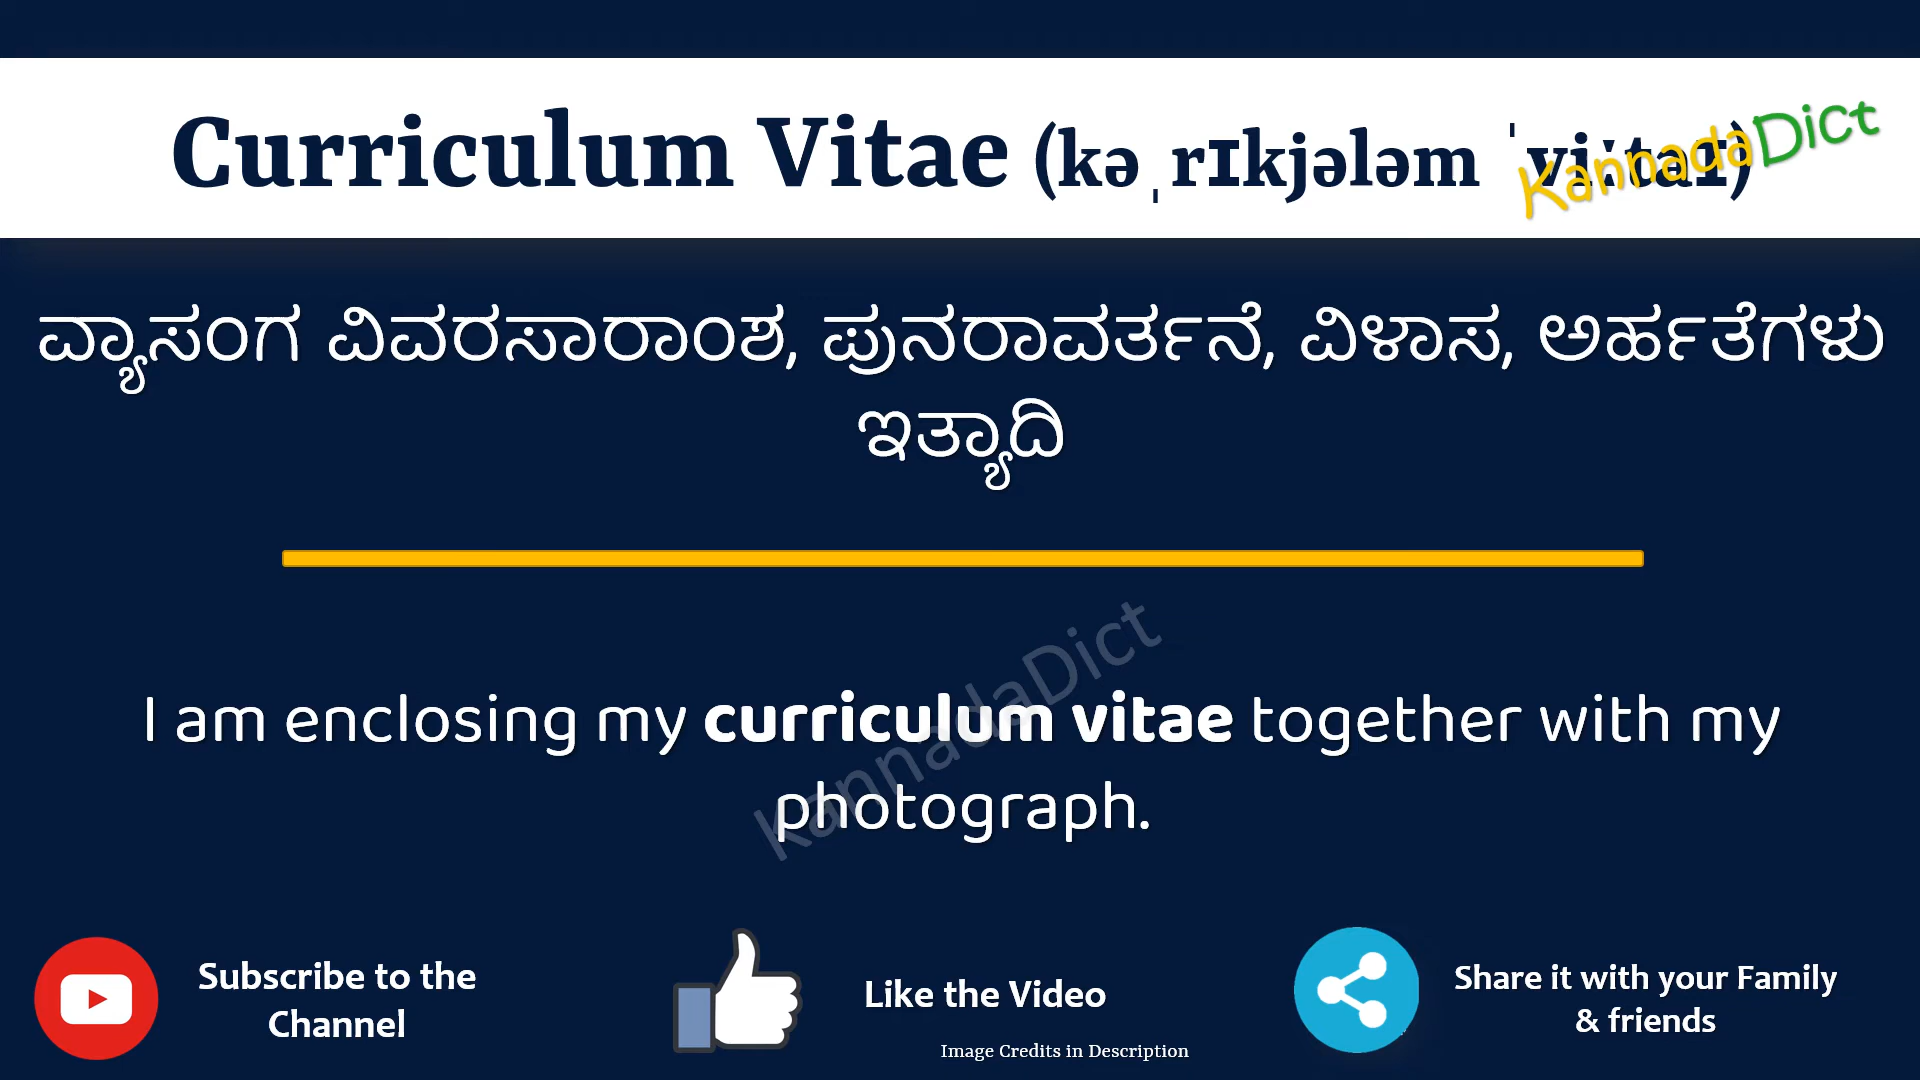 Curriculum Vitae (kəˌrɪkjələm ˈviːtaɪ)
KannadaDict
ವ್ಯಾಸಂಗ ವಿವರಸಾರಾಂಶ, ಪುನರಾವರ್ತನೆ, ವಿಳಾಸ, ಅರ್ಹತೆಗಳು
ಇತ್ಯಾದಿ
KannadaDict
I am enclosing my curriculum vitae together with my
photograph.
Subscribe to the
Channel
Like the Video
Share it with your Family
& friends
Image Credits in Description